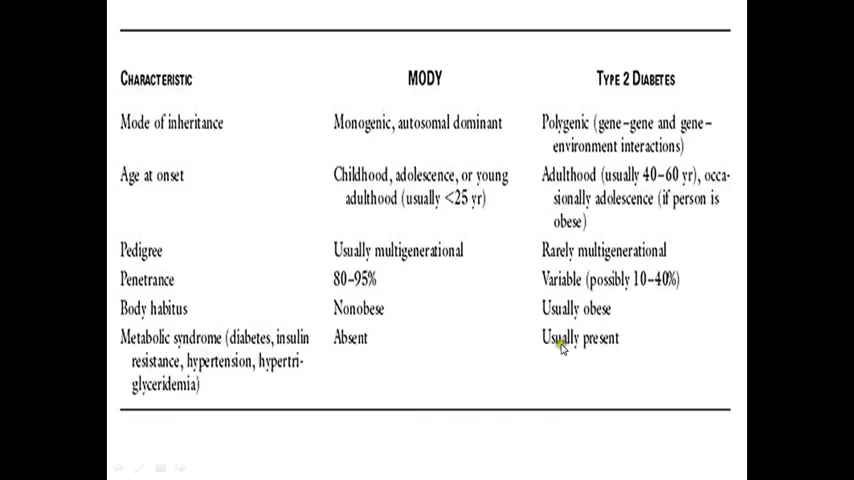 CHARACTERISTIC MODY TYPE 2 DIABETES
Mode of inheritance Monogenic, autosomal dominant Polygenic (gene–gene and gene–
environment interactions)
Age at onset Childhood, adolescence, or young Adulthood (usually 40–60 yr), occa-
adulthood (usually <25 yr) sionally adolescence (if person is
obese)
Pedigree Usually multigenerational Rarely multigenerational
Penetrance 80–95% Variable (possibly 10–40%)
Body habitus Nonobese Usually obese
Metabolic syndrome (diabetes, insulin Absent Usually present
resistance, hypertension, hypertri-
glyceridemia)